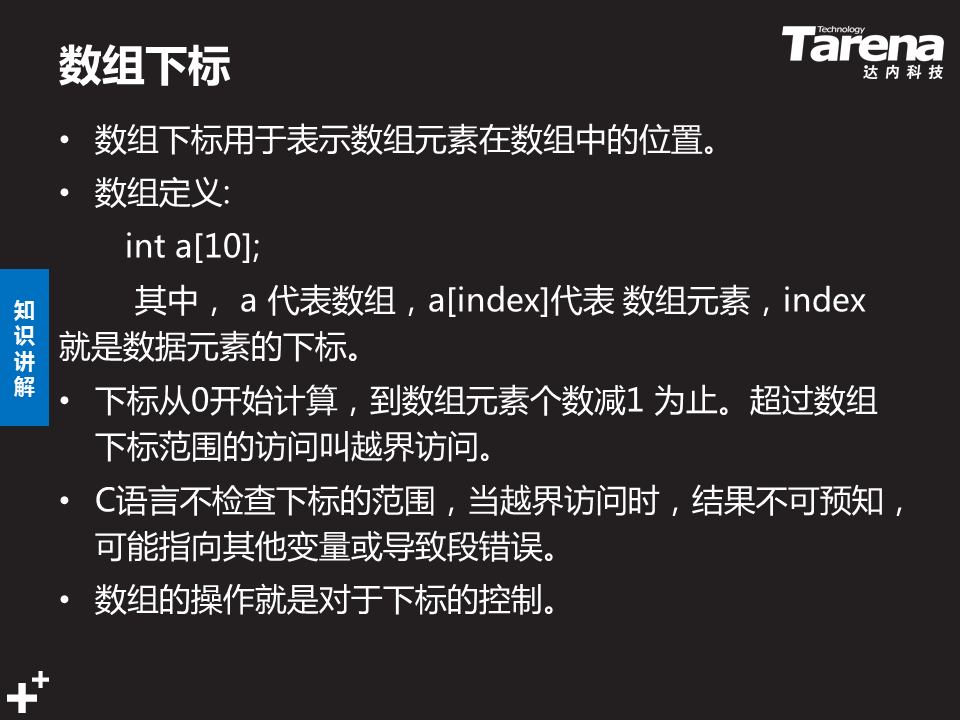 数组下标
Technology
Tarena
达内科技
• 数组下标用于表示数组元素在数组中的位置。
• 数组定义:
int a[10];
其中， a 代表数组，a[index]代表 数组元素，index
就是数据元素的下标。
知识讲解
• 下标从0开始计算，到数组元素个数减1 为止。超过数组
下标范围的访问叫越界访问。
• C语言不检查下标的范围，当越界访问时，结果不可预知，
可能指向其他变量或导致段错误。
• 数组的操作就是对于下标的控制。